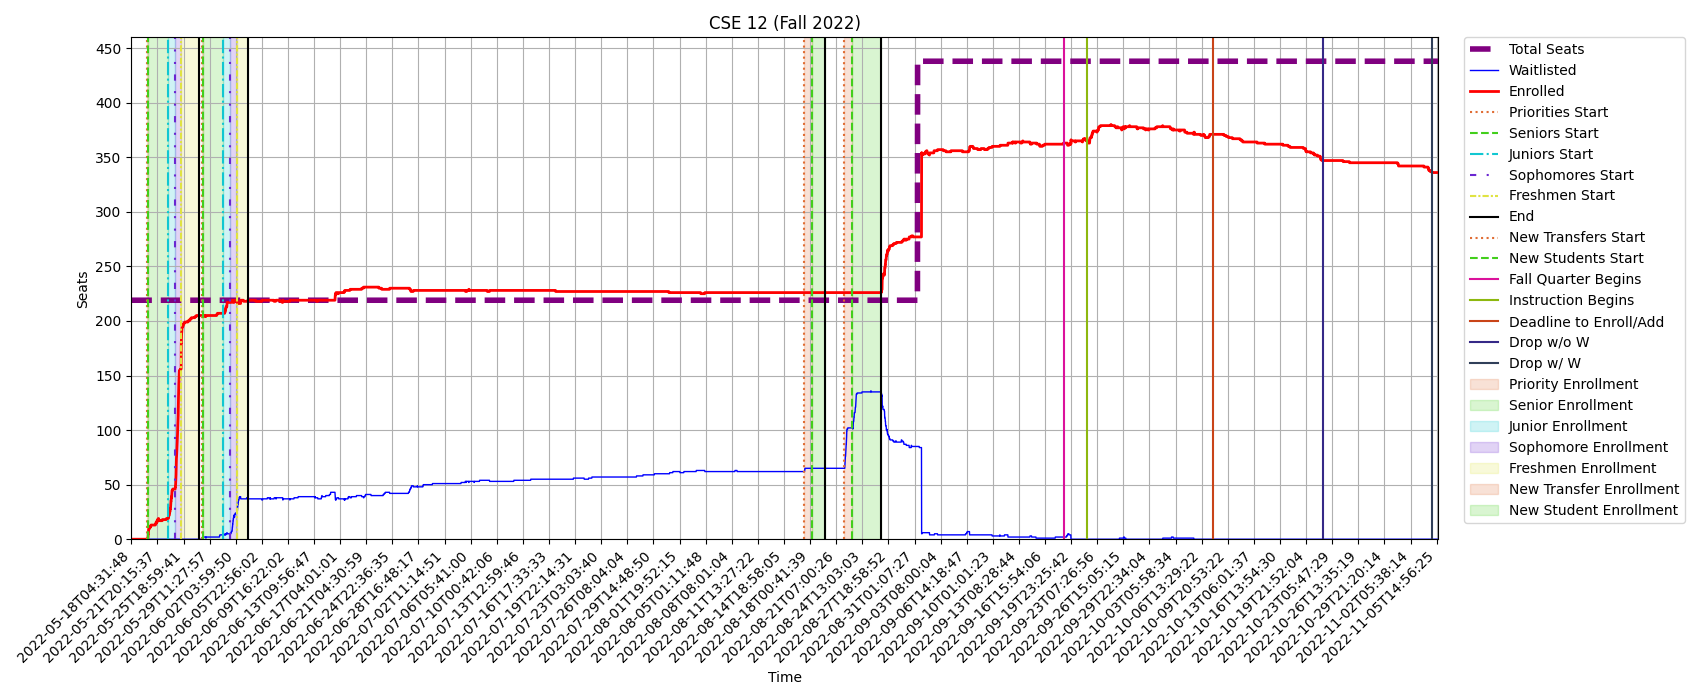 CSE 12 (Fall 2022)
Seats
450
400
350
300
250
200
150
100
50
0
2022-05-18T04:31:48
2022-05-21T20:15:37
2022-05-25T18:59:41
2022-05-29T11:27:57
2022-06-02T03:59:50
2022-06-05T22:56:02
2022-06-09T16:22:02
2022-06-13T09:56:47
2022-06-17T04:01:01
2022-06-21T04:30:59
2022-06-24T22:36:35
2022-06-28T16:48:17
2022-07-02T11:14:51
2022-07-06T05:41:00
2022-07-10T00:42:06
2022-07-13T12:59:46
2022-07-16T17:33:33
2022-07-19T22:14:31
2022-07-23T03:03:40
2022-07-26T08:04:04
2022-07-29T14:48:50
2022-08-01T19:52:15
2022-08-05T01:11:48
2022-08-08T08:01:04
2022-08-11T13:27:22
2022-08-14T18:58:05
2022-08-18T00:41:39
2022-08-21T07:00:26
2022-08-24T13:03:03
2022-08-27T18:58:52
2022-08-31T01:07:27
2022-09-03T08:00:04
2022-09-06T14:18:47
2022-09-10T01:01:23
2022-09-13T08:28:44
2022-09-16T15:54:06
2022-09-19T23:25:42
2022-09-23T07:26:56
2022-09-26T15:05:15
2022-09-29T22:34:04
2022-10-03T05:58:34
2022-10-06T13:29:22
2022-10-09T20:53:22
2022-10-13T06:01:37
2022-10-16T13:54:30
2022-10-19T21:52:04
2022-10-23T05:47:29
2022-10-26T13:35:19
2022-10-29T21:20:14
2022-11-02T05:38:14
2022-11-05T14:56:25
Time
Total Seats
Waitlisted
Enrolled
Priorities Start
Seniors Start
Juniors Start
Sophomores Start
Freshmen Start
End
New Transfers Start
New Students Start
Fall Quarter Begins
Instruction Begins
Deadline to Enroll/Add
Drop w/o W
Drop w/ W
Priority Enrollment
Senior Enrollment
Junior Enrollment
Sophomore Enrollment
Freshmen Enrollment
New Transfer Enrollment
New Student Enrollment